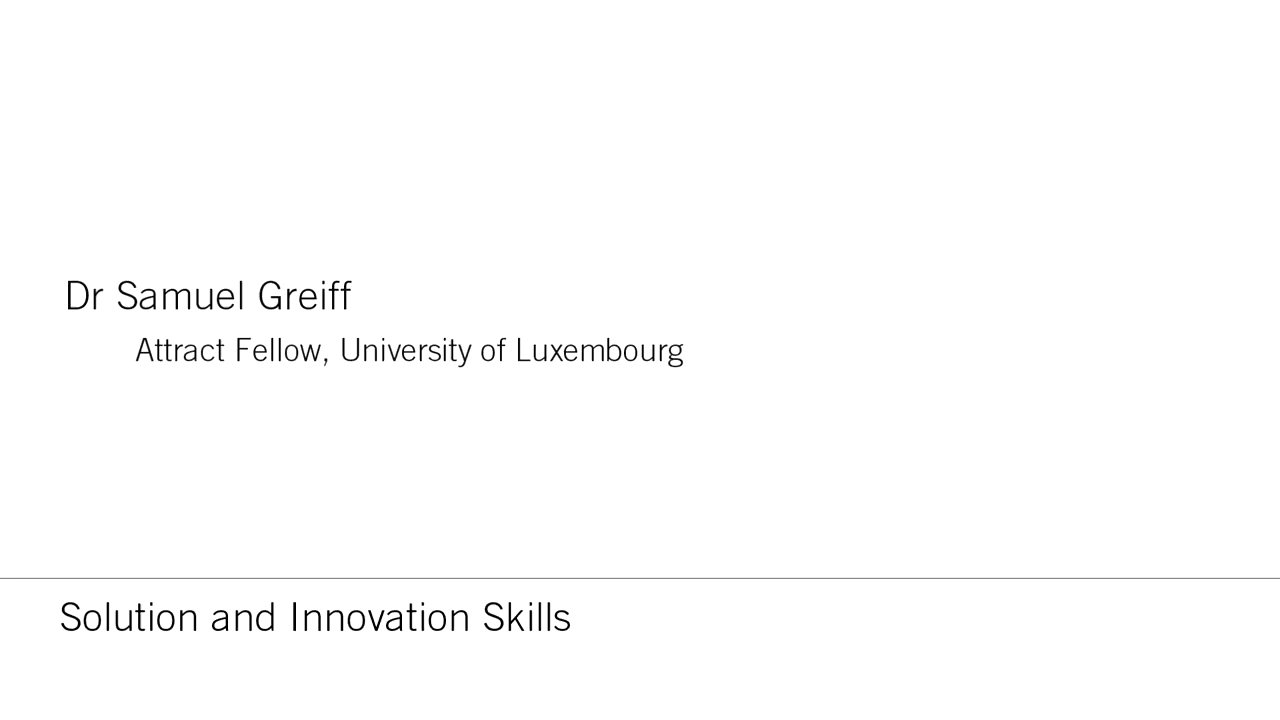 Dr Samuel Greiff
Attract Fellow, University of Luxembourg
Solution and Innovation Skills